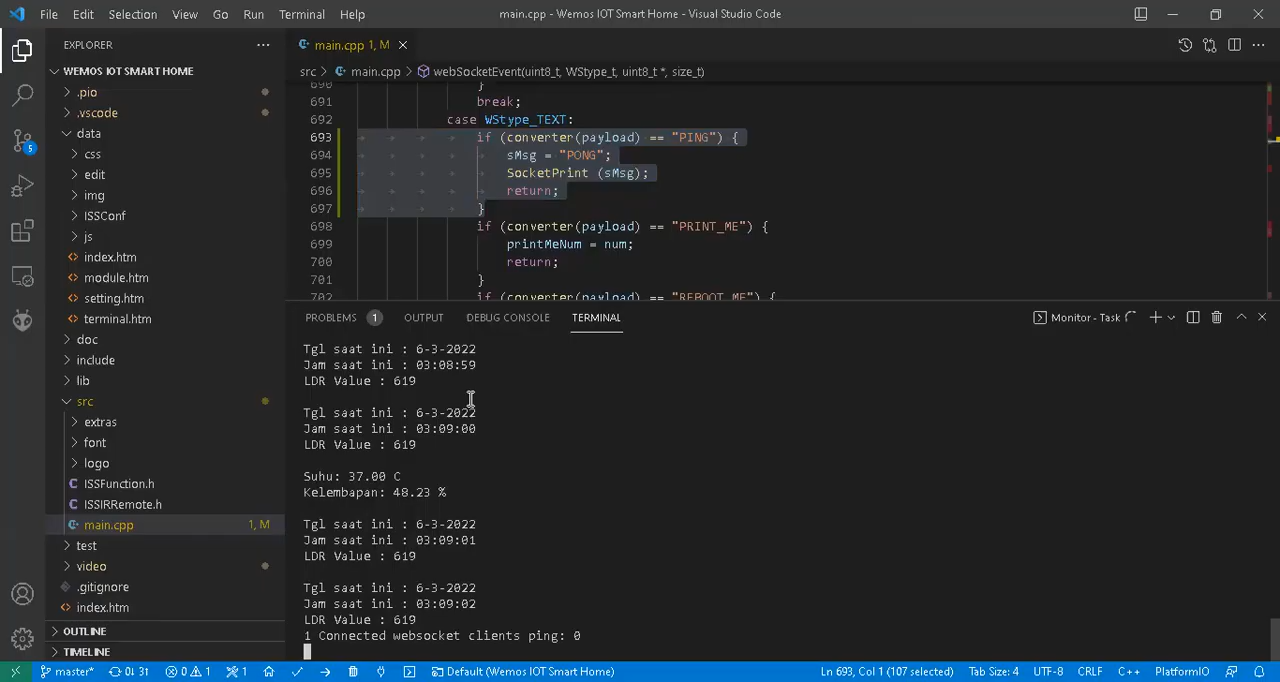 File Edit Selection View Go Run Terminal Help
main.cpp - Wemos IOT Smart Home - Visual Studio Code
EXPLORER
WEMOS IOT SMART HOME
.pio
.vscode
data
css
edit
img
ISSConf
js
index.htm
module.htm
setting.htm
terminal.htm
doc
include
lib
src
extras
font
logo
ISSFunction.h
ISSIRRemote.h
main.cpp 1, M
test
video
.gitignore
index.htm
OUTLINE
TIMELINE
5
main.cpp 1, M
src > main.cpp > webSocketEvent(uint8_t, WStype_t, uint8_t *, size_t)
690 }
691 break;
692 case WStype_TEXT:
693 if (converter(payload) == "PING") {
694 sMsg = "PONG";
695 SocketPrint (sMsg);
696 return;
697 }
698 if (converter(payload) == "PRINT_ME") {
699 printMeNum = num;
700 return;
701 }
702 if (converter(payload) == "REBOOT_ME") {
PROBLEMS 1 OUTPUT DEBUG CONSOLE TERMINAL
Monitor - Task
Tgl saat ini : 6-3-2022
Jam saat ini : 03:08:59
LDR Value : 619
Tgl saat ini : 6-3-2022
Jam saat ini : 03:09:00
LDR Value : 619
Suhu: 37.00 C
Kelembapan: 48.23 %
Tgl saat ini : 6-3-2022
Jam saat ini : 03:09:01
LDR Value : 619
Tgl saat ini : 6-3-2022
Jam saat ini : 03:09:02
LDR Value : 619
1 Connected websocket clients ping: 0
master* 0↓ 3↑ 0 1 1 Default (Wemos IOT Smart Home) Ln 693, Col 1 (107 selected) Tab Size: 4 UTF-8 CRLF C++ PlatformIO